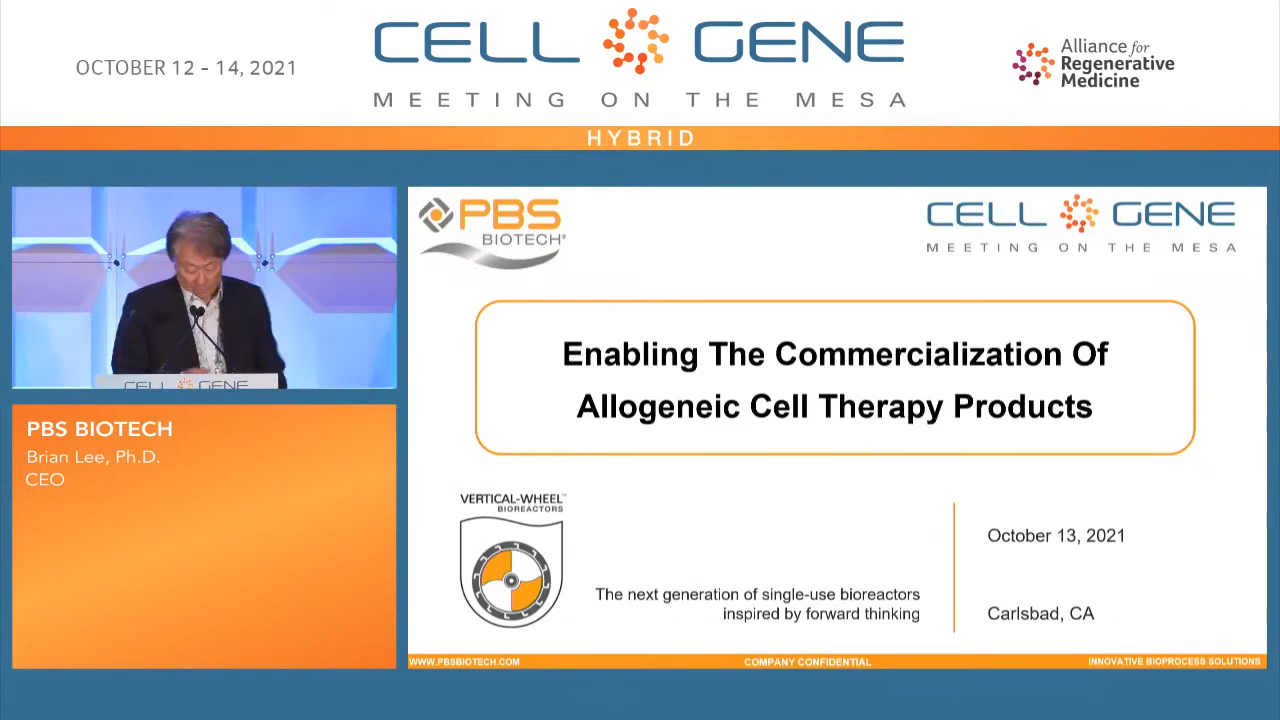 OCTOBER 12 - 14, 2021
CELL GENE
MEETING ON THE MESA
Alliance for
Regenerative
Medicine
HYBRID
CELL GENE
PBS BIOTECH
Brian Lee, Ph.D.
CEO
PBS
BIOTECH®
CELL GENE
MEETING ON THE MESA
Enabling The Commercialization Of
Allogeneic Cell Therapy Products
VERTICAL-WHEEL™
BIOREACTORS
The next generation of single-use bioreactors
inspired by forward thinking
October 13, 2021
Carlsbad, CA
WWW.PBSBIOTECH.COM
COMPANY CONFIDENTIAL
INNOVATIVE BIOPROCESS SOLUTIONS